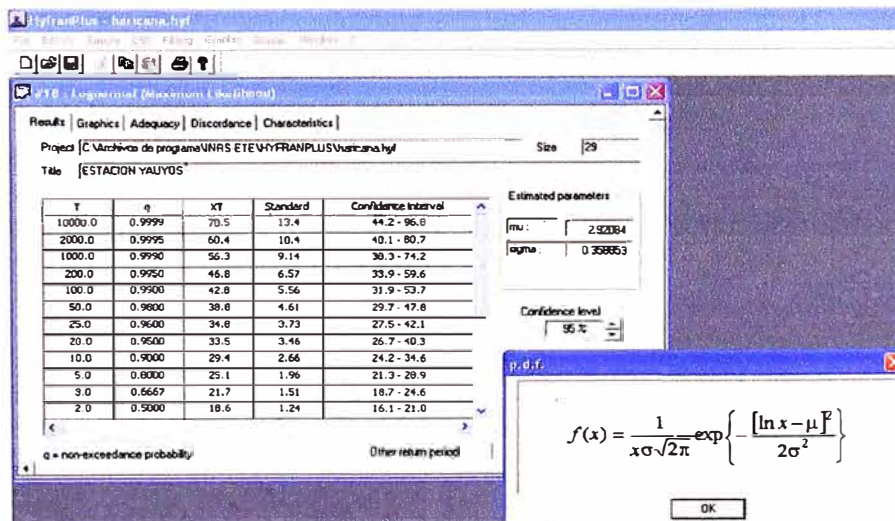 HyfranPlus - haricana.hyf
#18 : Lognormal (Maximum Likelihood)
Results Graphics Adequacy Discordance Characteristics
Project C:\Archivos de programa\INRS-ETE\HYFRANPLUS\haricana.hyf Size 29
Title ESTACION YAUYOS
T q XT Standard Confidence Interval
10000.0 0.9999 70.5 13.4 44.2 - 96.8
2000.0 0.9995 60.4 10.4 40.1 - 80.7
1000.0 0.9990 56.3 9.14 38.3 - 74.2
200.0 0.9950 46.8 6.57 33.9 - 59.6
100.0 0.9900 42.8 5.56 31.9 - 53.7
50.0 0.9800 38.8 4.61 29.7 - 47.8
25.0 0.9600 34.8 3.73 27.5 - 42.1
20.0 0.9500 33.5 3.46 26.7 - 40.3
10.0 0.9000 29.4 2.66 24.2 - 34.6
5.0 0.8000 25.1 1.96 21.3 - 28.9
3.0 0.6667 21.7 1.51 18.7 - 24.6
2.0 0.5000 18.6 1.24 16.1 - 21.0
q = non-exceedance probability
Other return period
Estimated parameters
mu : 2.92084
sigma : 0.358853
Confidence level
95 %
p.d.f.
f(x) = 1/(xσ√2π) exp{-[ln x - μ]²/2σ²}
OK